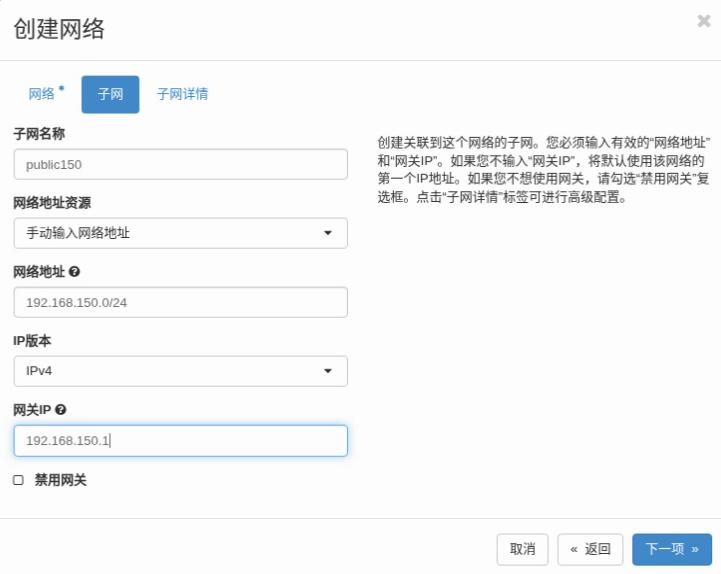 创建网络
×
网络 *
子网
子网详情
子网名称
public150
网络地址资源
手动输入网络地址
网络地址
192.168.150.0/24
IP版本
IPv4
网关IP
192.168.150.1
禁用网关
创建关联到这个网络的子网。您必须输入有效的“网络地址”
和“网关IP”。如果您不输入“网关IP”，将默认使用该网络的
第一个IP地址。如果您不想使用网关，请勾选“禁用网关”复
选框。点击“子网详情”标签可进行高级配置。
取消
« 返回
下一项 »